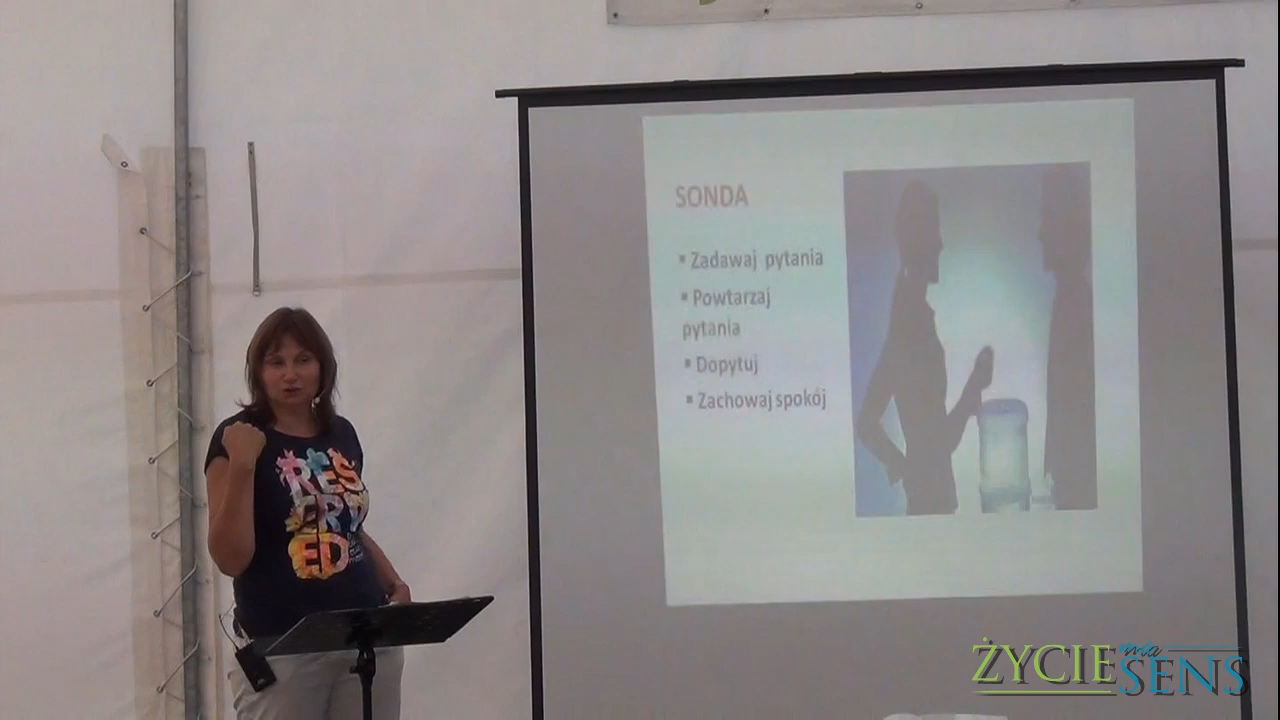 SONDA
▪ Zadawaj pytania
▪ Powtarzaj
pytania
▪ Dopytuj
▪ Zachowaj spokój
RES
ERV
ED
ŻYCIE ma
SENS